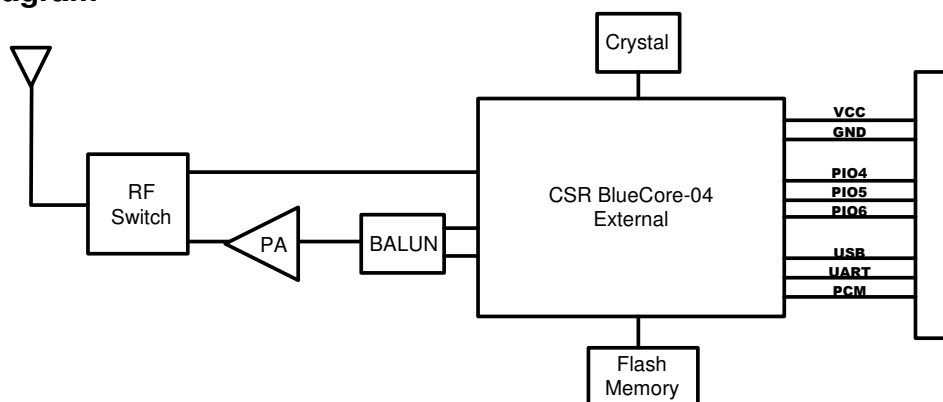 Crystal
VCC
GND
RF
Switch
PA
BALUN
CSR BlueCore-04
External
PIO4
PIO5
PIO6
USB
UART
PCM
Flash
Memory